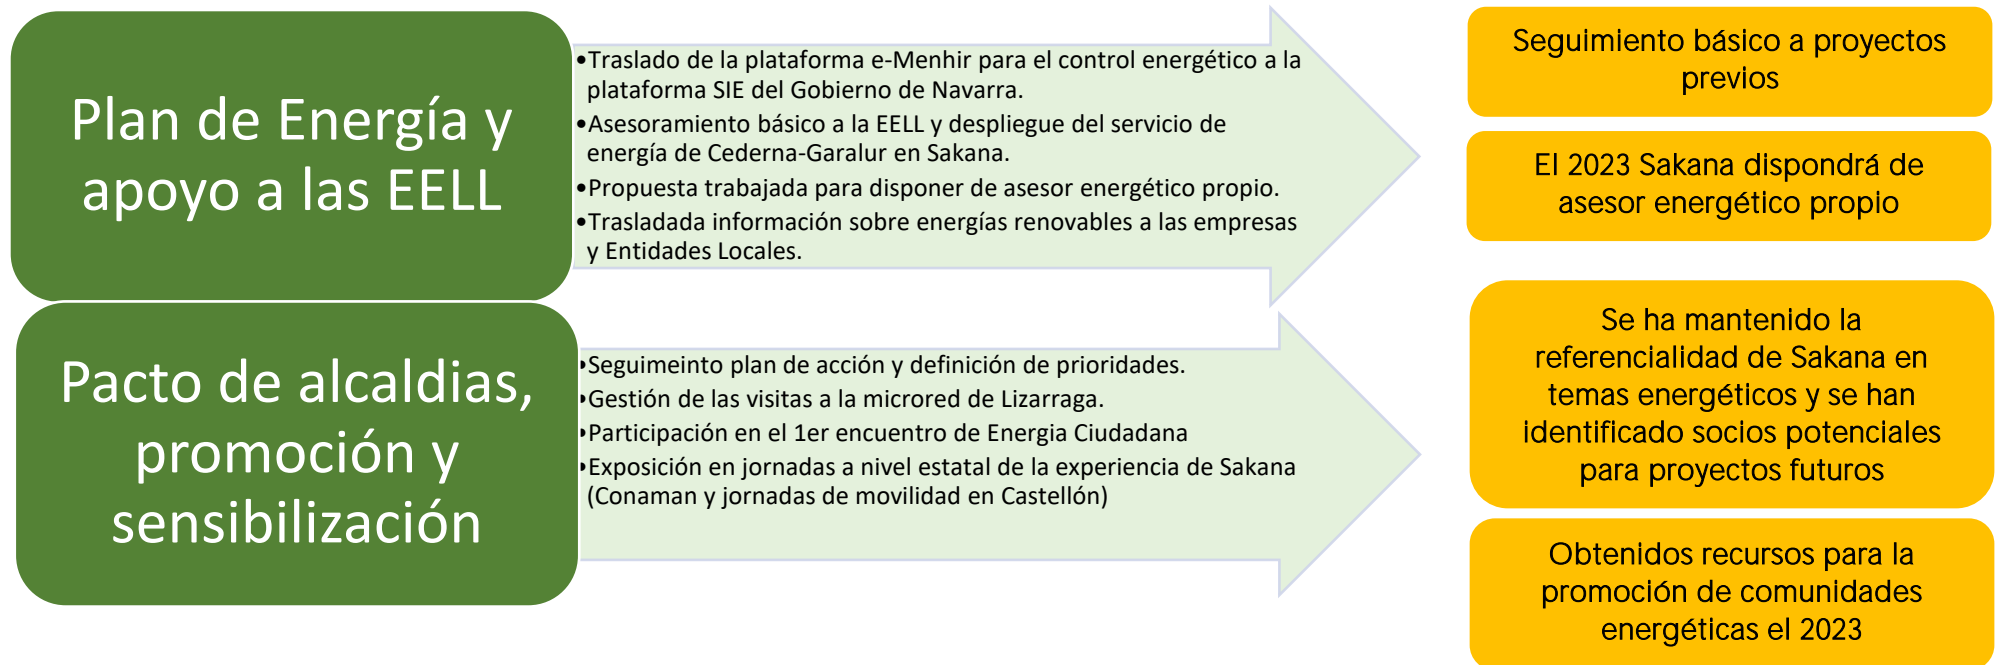 Plan de Energía y
apoyo a las EELL
•Traslado de la plataforma e-Menhir para el control energético a la
plataforma SIE del Gobierno de Navarra.
•Asesoramiento básico a la EELL y despliegue del servicio de
energía de Cederna-Garalur en Sakana.
•Propuesta trabajada para disponer de asesor energético propio.
•Trasladada información sobre energías renovables a las empresas
y Entidades Locales.
Seguimiento básico a proyectos
previos
El 2023 Sakana dispondrá de
asesor energético propio
Pacto de alcaldias,
promoción y
sensibilización
•Seguimeinto plan de acción y definición de prioridades.
•Gestión de las visitas a la microred de Lizarraga.
•Participación en el 1er encuentro de Energia Ciudadana
•Exposición en jornadas a nivel estatal de la experiencia de Sakana
(Conaman y jornadas de movilidad en Castellón)
Se ha mantenido la
referencialidad de Sakana en
temas energéticos y se han
identificado socios potenciales
para proyectos futuros
Obtenidos recursos para la
promoción de comunidades
energéticas el 2023